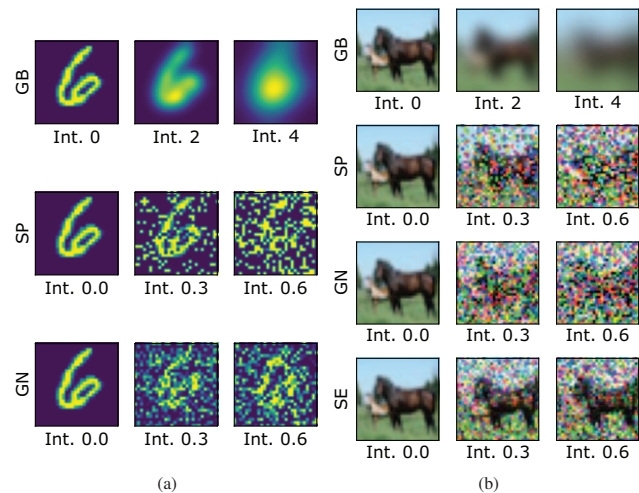 GB
Int. 0 Int. 2 Int. 4
SP
Int. 0.0 Int. 0.3 Int. 0.6
GN
Int. 0.0 Int. 0.3 Int. 0.6
(a)
GB
Int. 0 Int. 2 Int. 4
SP
Int. 0.0 Int. 0.3 Int. 0.6
GN
Int. 0.0 Int. 0.3 Int. 0.6
SE
Int. 0.0 Int. 0.3 Int. 0.6
(b)